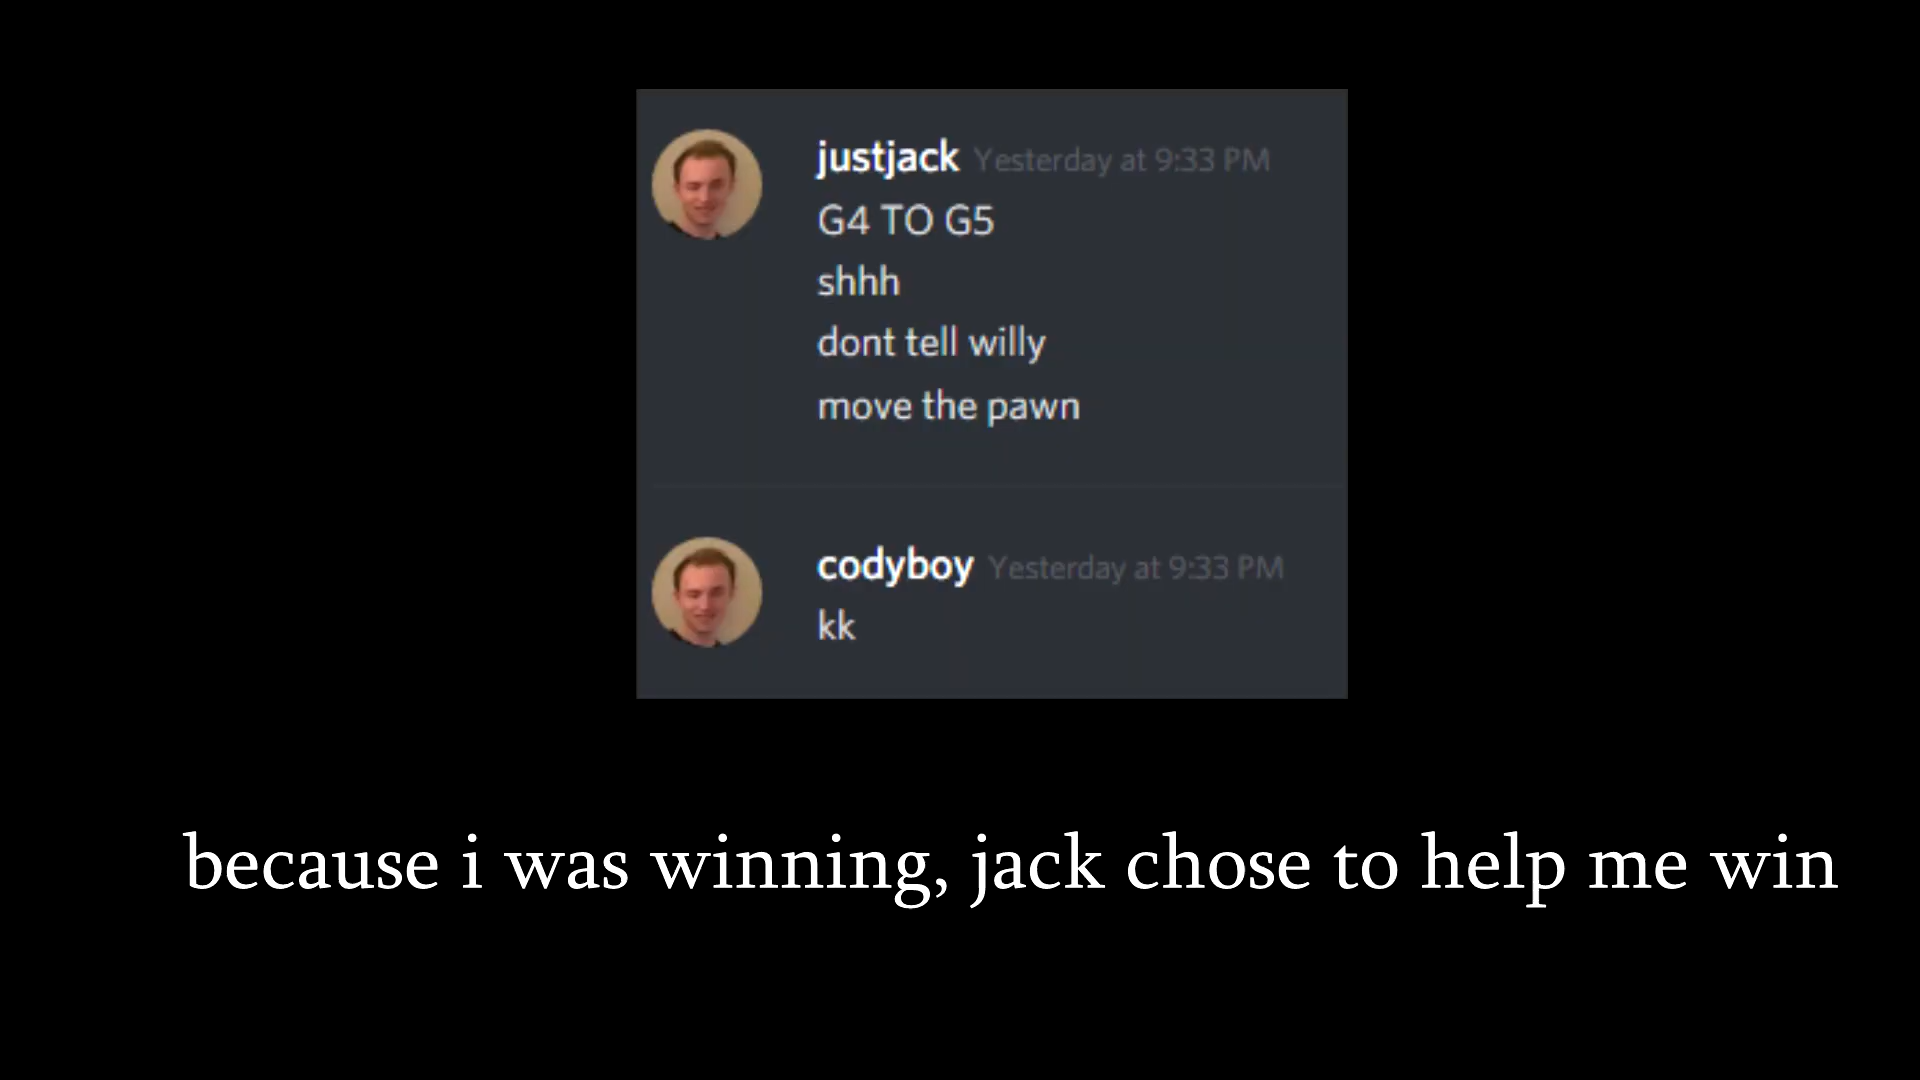 justjack Yesterday at 9:33 PM
G4 TO G5
shhh
dont tell willy
move the pawn
codyboy Yesterday at 9:33 PM
kk
because i was winning, jack chose to help me win